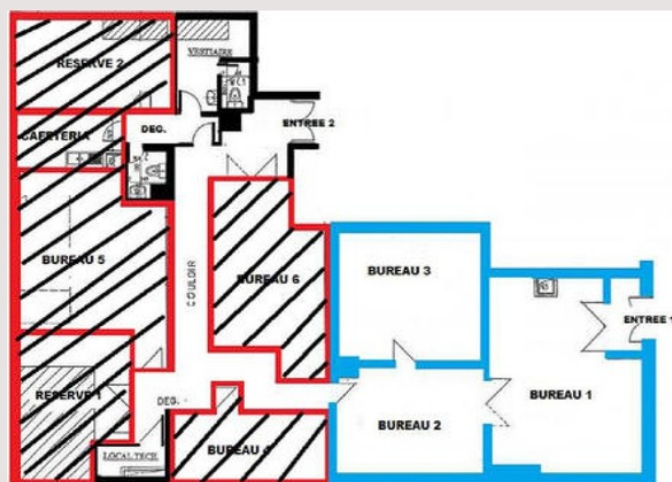 VESTIAIRE
RESERVE 2
W.C
ENTREE 2
DEG.
CAFETERIA
BUREAU 3
BUREAU 5
BUREAU 6
COULOIR
ENTREE 1
RESERVE 1
BUREAU 1
DEG.
BUREAU 2
BUREAU 4
LOCAL TECH